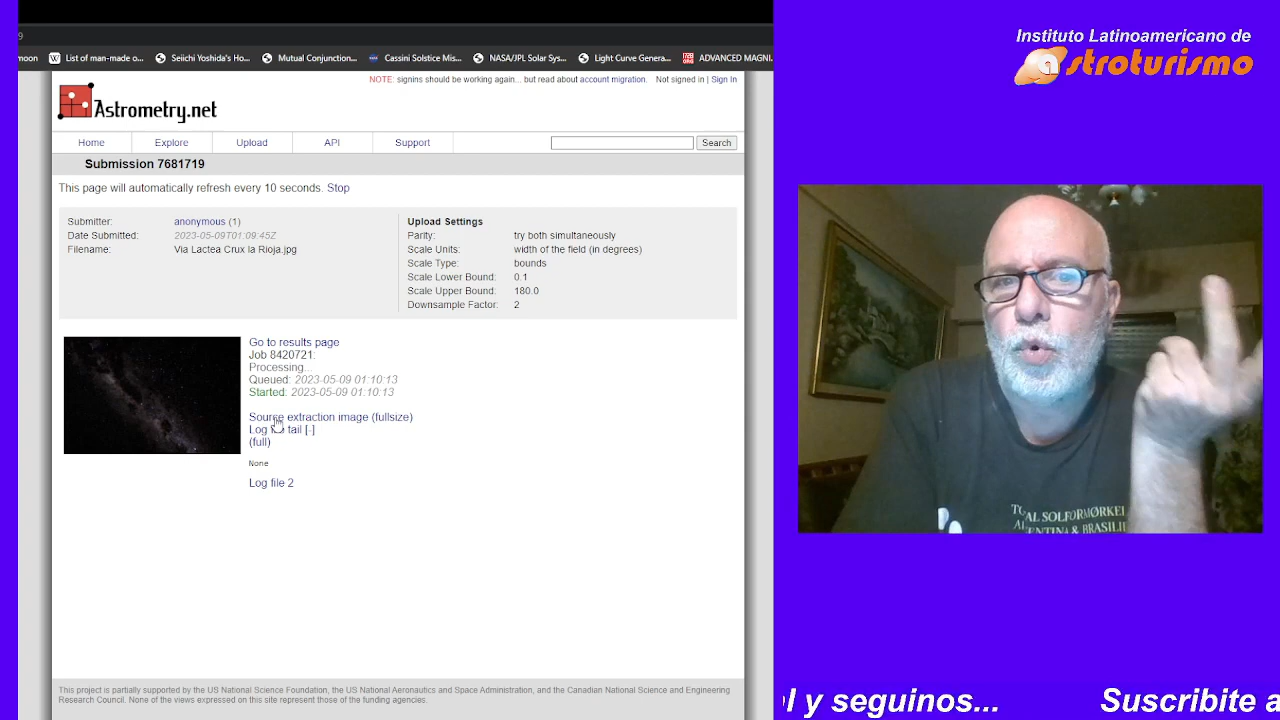 9
moon
List of man-made o...
Seiichi Yoshida's Ho...
Mutual Conjunction...
Cassini Solstice Mis...
NASA/JPL Solar Sy...
Light Curve Genera...
ADVANCED MAGNI
NOTE: signins should be working again... but read about account migration. Not signed in | Sign In
Astrometry.net
Home
Explore
Upload
API
Support
Search
Submission 7681719
This page will automatically refresh every 10 seconds. Stop
Submitter: anonymous (1)
Date Submitted: 2023-05-09T01:09:45Z
Filename: Via Lactea Crux la Rioja.jpg
Upload Settings
Parity: try both simultaneously
Scale Units: width of the field (in degrees)
Scale Type: bounds
Scale Lower Bound: 0.1
Scale Upper Bound: 180.0
Downsample Factor: 2
Go to results page
Job 8420721:
Processing...
Queued: 2023-05-09 01:10:13
Started: 2023-05-09 01:10:13
Source extraction image (fullsize)
Log tail [-]
(full)
None
Log file 2
This project is partially supported by the US National Science Foundation, the US National Aeronautics and Space Administration, and the Canadian National Science and Engineering
Research Council. None of the views expressed on this site represent those of the funding agencies.
Instituto Latinoamericano de
astroturismo
SOLFORMØRKE
& BRASILI
l y seguinos...
Suscribite a